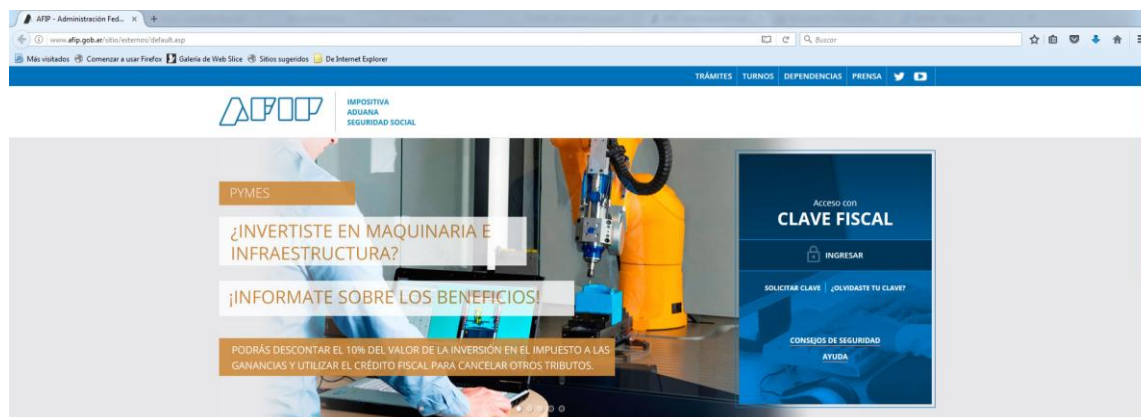 AFIP - Administración Fed...
www.afip.gob.ar/sitio/externos/default.asp
Buscar
Más visitados Comenzar a usar Firefox Galería de Web Slice Sitios sugeridos De Internet Explorer
TRÁMITES TURNOS DEPENDENCIAS PRENSA
AFIP
IMPOSITIVA
ADUANA
SEGURIDAD SOCIAL
PYMES
¿INVERTISTE EN MAQUINARIA E
INFRAESTRUCTURA?
¡INFORMATE SOBRE LOS BENEFICIOS!
PODRÁS DESCONTAR EL 10% DEL VALOR DE LA INVERSIÓN EN EL IMPUESTO A LAS
GANANCIAS Y UTILIZAR EL CRÉDITO FISCAL PARA CANCELAR OTROS TRIBUTOS.
Acceso con
CLAVE FISCAL
INGRESAR
SOLICITAR CLAVE ¿OLVIDASTE TU CLAVE?
CONSEJOS DE SEGURIDAD
AYUDA